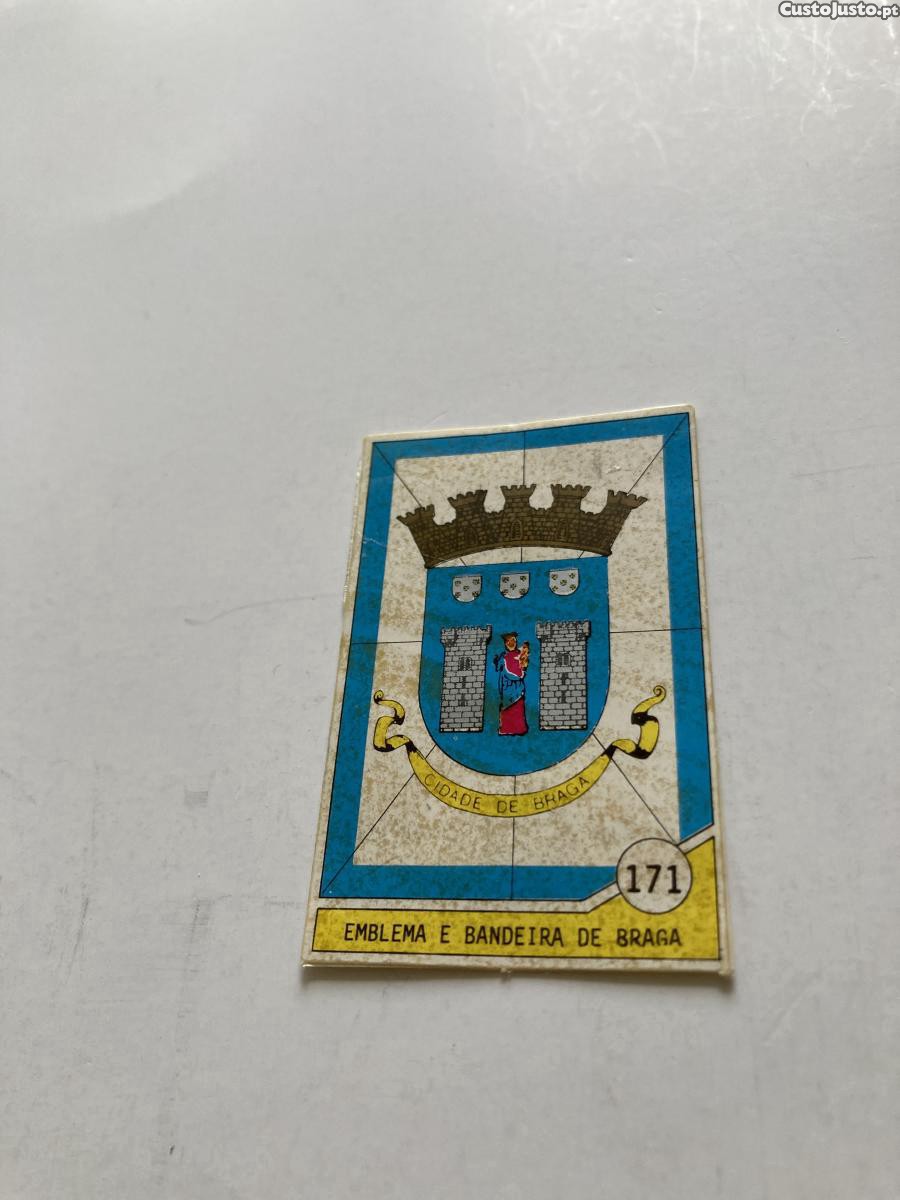 CustoJusto.pt
CIDADE DE BRAGA
171
EMBLEMA E BANDEIRA DE BRAGA